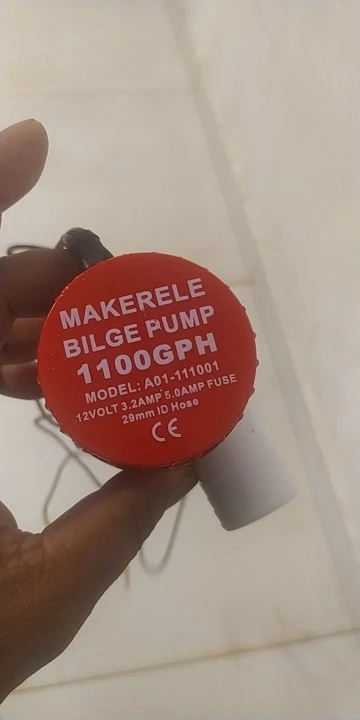 MAKERELE
BILGE PUMP
1100GPH
MODEL: A01-111001
12VOLT 3.2AMP 5.0AMP FUSE
29mm ID Hose
CE